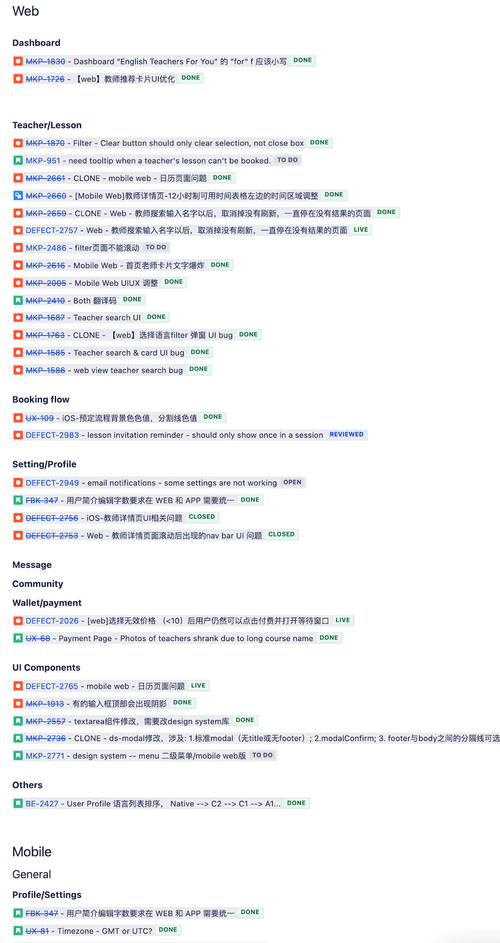 Web
Dashboard
MKP-1830 - Dashboard "English Teachers For You" 的 "for" f 应该小写 DONE
MKP-1726 - 【web】教师推荐卡片UI优化 DONE
Teacher/Lesson
MKP-1870 - Filter - Clear button should only clear selection, not close box DONE
MKP-951 - need tooltip when a teacher's lesson can't be booked. TO DO
MKP-2661 - CLONE - mobile web - 日历页面问题 DONE
MKP-2660 - [Mobile Web]教师详情页-12小时制可用时间表格左边的时间区域调整 DONE
MKP-2659 - CLONE - Web - 教师搜索输入名字以后，取消掉没有刷新，一直停在没有结果的页面 DONE
DEFECT-2757 - Web - 教师搜索输入名字以后，取消掉没有刷新，一直停在没有结果的页面 LIVE
MKP-2486 - filter页面不能滚动 TO DO
MKP-2616 - Mobile Web - 首页老师卡片文字爆炸 DONE
MKP-2005 - Mobile Web UIUX 调整 DONE
MKP-2410 - Both 翻译码 DONE
MKP-1687 - Teacher search UI DONE
MKP-1763 - CLONE - 【web】选择语言filter 弹窗 UI bug DONE
MKP-1585 - Teacher search & card UI bug DONE
MKP-1586 - web view teacher search bug DONE
Booking flow
UX-109 - iOS-预定流程背景色色值，分割线色值 DONE
DEFECT-2983 - lesson invitation reminder - should only show once in a session REVIEWED
Setting/Profile
DEFECT-2949 - email notifications - some settings are not working OPEN
FBK-347 - 用户简介编辑字数要求在 WEB 和 APP 需要统一 DONE
DEFECT-2756 - iOS-教师详情页UI相关问题 CLOSED
DEFECT-2753 - Web - 教师详情页面滚动后出现的nav bar UI 问题 CLOSED
Message
Community
Wallet/payment
DEFECT-2026 - [web]选择无效价格 （<10）后用户仍然可以点击付费并打开等待窗口 LIVE
UX-68 - Payment Page - Photos of teachers shrank due to long course name DONE
UI Components
DEFECT-2765 - mobile web - 日历页面问题 LIVE
MKP-1913 - 有的输入框顶部会出现阴影 DONE
MKP-2557 - textarea组件修改，需要改design system库 DONE
MKP-2736 - CLONE - ds-modal修改，涉及: 1.标准modal（无title或无footer）; 2.modalConfirm; 3. footer与body之间的分隔线可选
MKP-2771 - design system -- menu 二级菜单/mobile web版 TO DO
Others
BE-2427 - User Profile 语言列表排序， Native --> C2 --> C1 --> A1... DONE
Mobile
General
Profile/Settings
FBK-347 - 用户简介编辑字数要求在 WEB 和 APP 需要统一 DONE
UX-81 - Timezone - GMT or UTC? DONE